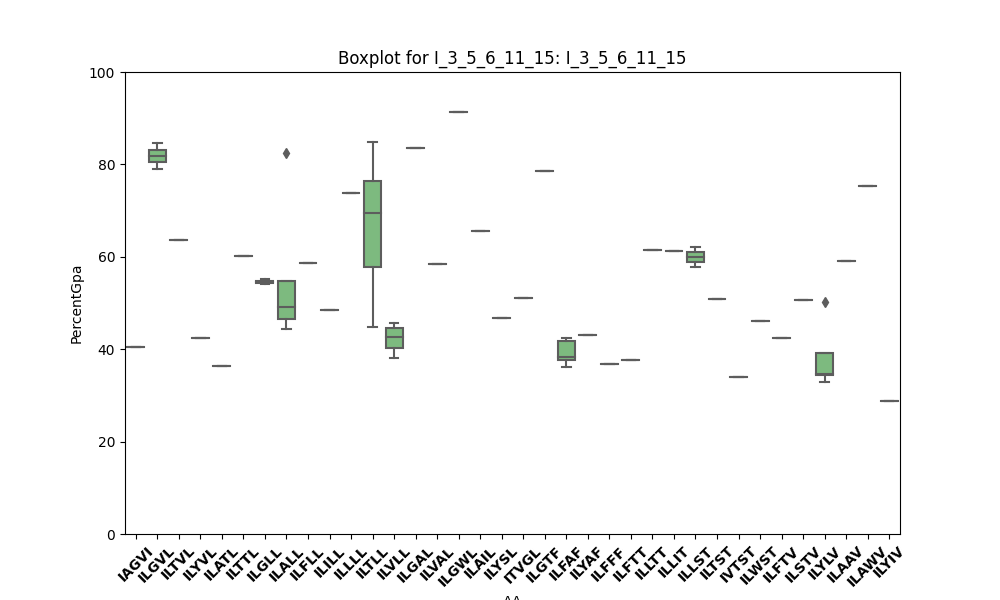 Boxplot for I_3_5_6_11_15: I_3_5_6_11_15
PercentGpa
100
80
60
40
20
0
IAGVI
ILGVL
ILTVL
ILYVL
ILATL
ILTTL
ILGLL
ILALL
ILFLL
ILILL
ILLLL
ILTLL
ILVLL
ILGAL
ILVAL
ILGWL
ILAIL
ILYSL
ITVGL
ILGTF
ILFAF
ILYAF
ILFFF
ILFTT
ILLTT
ILLIT
ILLST
ILTST
IVTST
ILWST
ILFTV
ILSTV
ILYLV
ILAAV
ILAWV
ILYIV